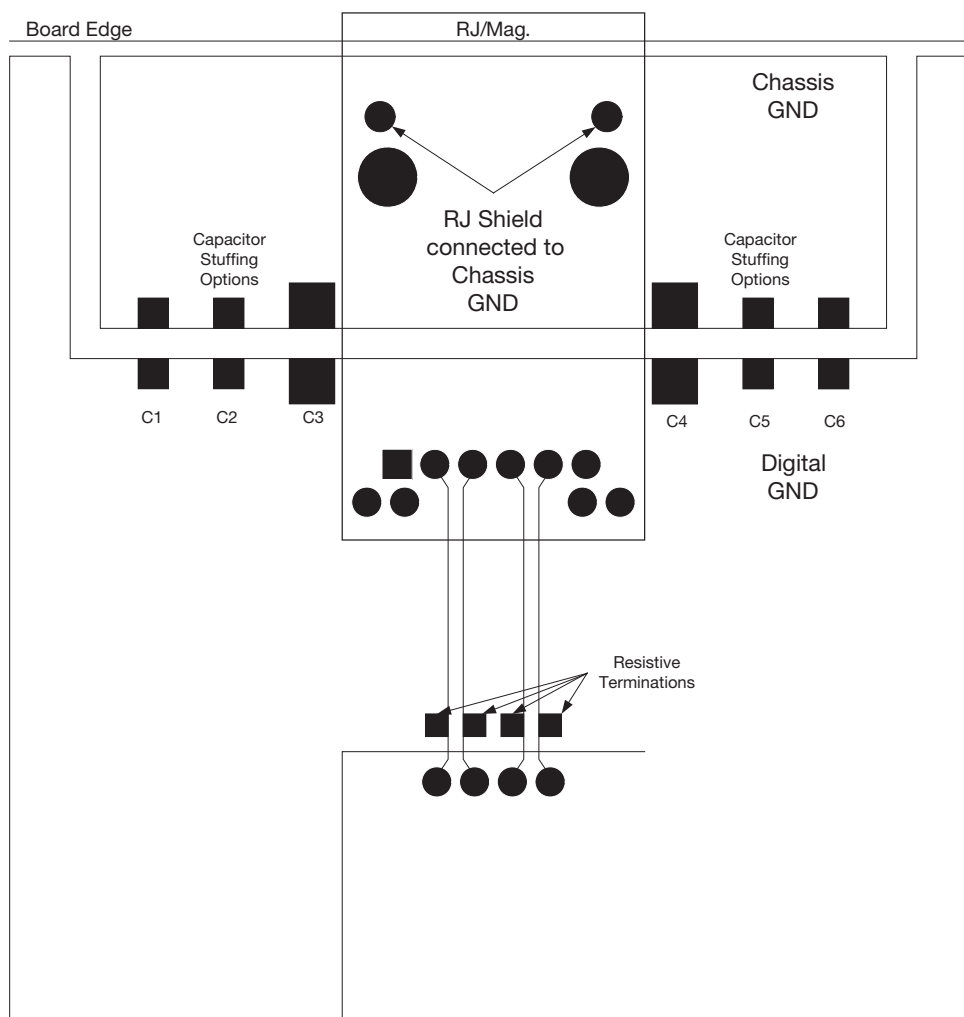 Board Edge
RJ/Mag.
Chassis
GND
RJ Shield
connected to
Chassis
GND
Capacitor
Stuffing
Options
Capacitor
Stuffing
Options
C1
C2
C3
C4
C5
C6
Digital
GND
Resistive
Terminations